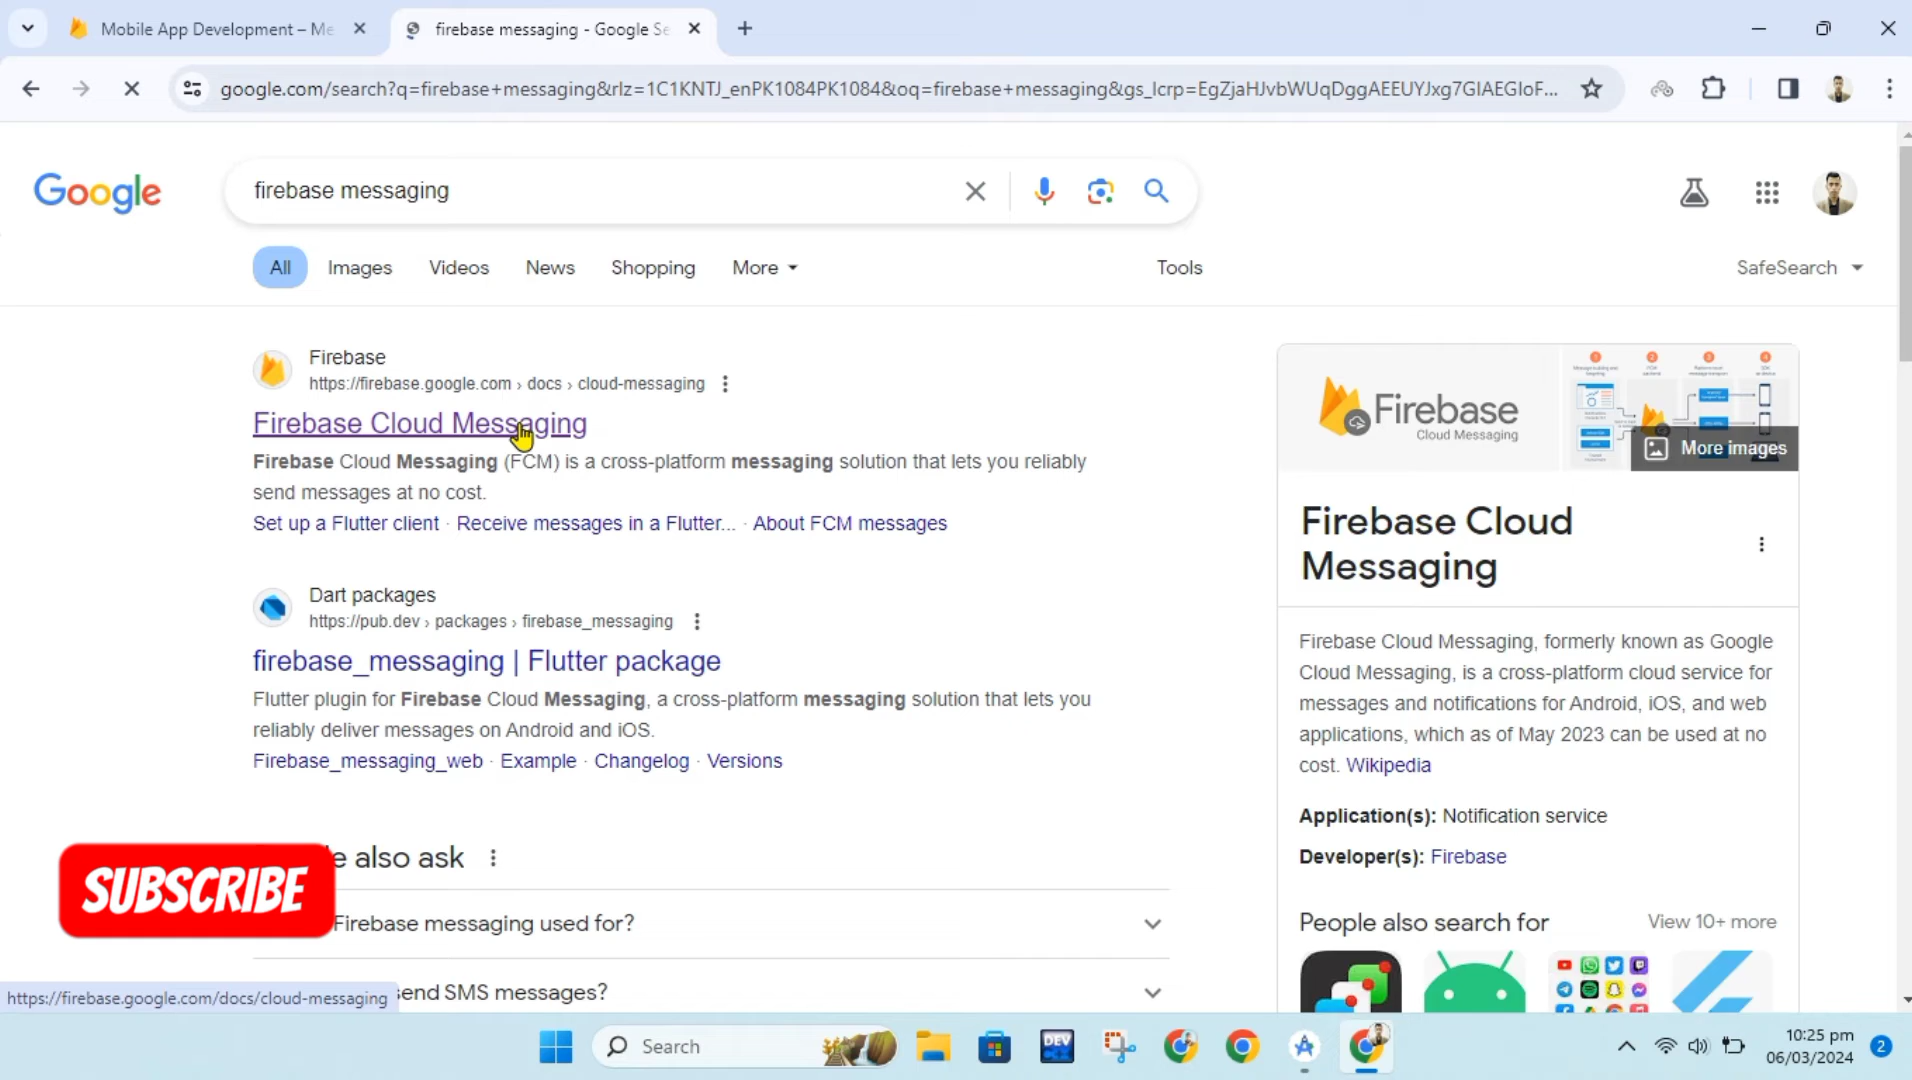 Mobile App Development – Me
firebase messaging - Google Se
google.com/search?q=firebase+messaging&rlz=1C1KNTJ_enPK1084PK1084&oq=firebase+messaging&gs_lcrp=EgZjaHJvbWUqDggAEEUYJxg7GIAEGIoF...
Google
firebase messaging
All
Images
Videos
News
Shopping
More
Tools
SafeSearch
Firebase
https://firebase.google.com › docs › cloud-messaging
Firebase Cloud Messaging
Firebase Cloud Messaging (FCM) is a cross-platform messaging solution that lets you reliably
send messages at no cost.
Set up a Flutter client · Receive messages in a Flutter... · About FCM messages
Dart packages
https://pub.dev › packages › firebase_messaging
firebase_messaging | Flutter package
Flutter plugin for Firebase Cloud Messaging, a cross-platform messaging solution that lets you
reliably deliver messages on Android and iOS.
Firebase_messaging_web · Example · Changelog · Versions
e also ask
Firebase messaging used for?
send SMS messages?
SUBSCRIBE
https://firebase.google.com/docs/cloud-messaging
Firebase
Cloud Messaging
More images
Firebase Cloud
Messaging
Firebase Cloud Messaging, formerly known as Google
Cloud Messaging, is a cross-platform cloud service for
messages and notifications for Android, iOS, and web
applications, which as of May 2023 can be used at no
cost. Wikipedia
Application(s): Notification service
Developer(s): Firebase
People also search for
View 10+ more
Search
DEV
10:25 pm
06/03/2024
2